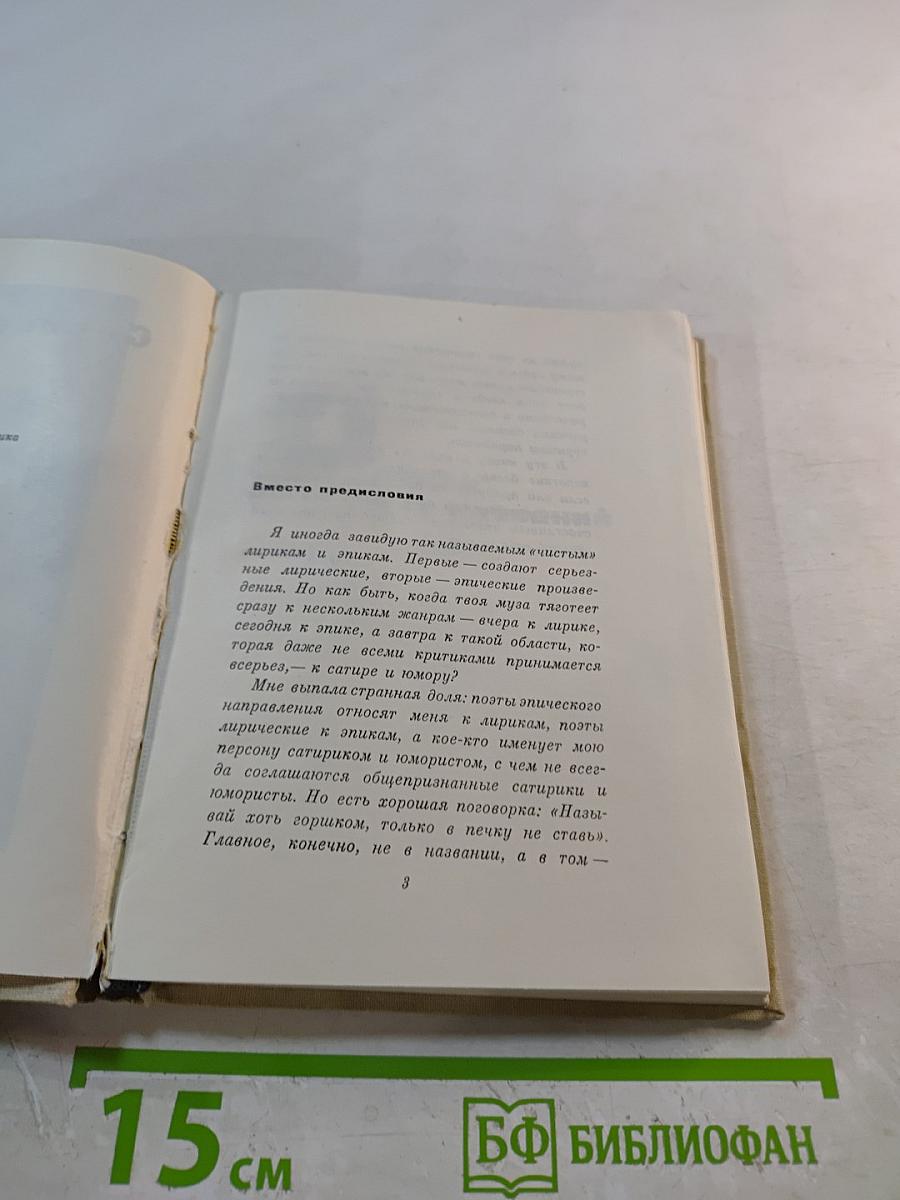 Вместо предисловия
Я иногда завидую так называемым «чистым»
лирикам и эпикам. Первые — создают серьез-
ные лирические, вторые — эпические произве-
дения. Но как быть, когда твоя муза тяготеет
сразу к нескольким жанрам — вчера к лирике,
сегодня к эпике, а завтра к такой области, ко-
торая даже не всеми критиками принимается
всерьез,— к сатире и юмору?
Мне выпала странная доля: поэты эпического
направления относят меня к лирикам, поэты
лирические к эпикам, а кое-кто именует мою
персону сатириком и юмористом, с чем не всег-
да соглашаются общепризнанные сатирики и
юмористы. Но есть хорошая поговорка: «Назы-
вай хоть горшком, только в печку не ставь».
Главное, конечно, не в названии, а в том —
3
15 см
БФ БИБЛИОФАН